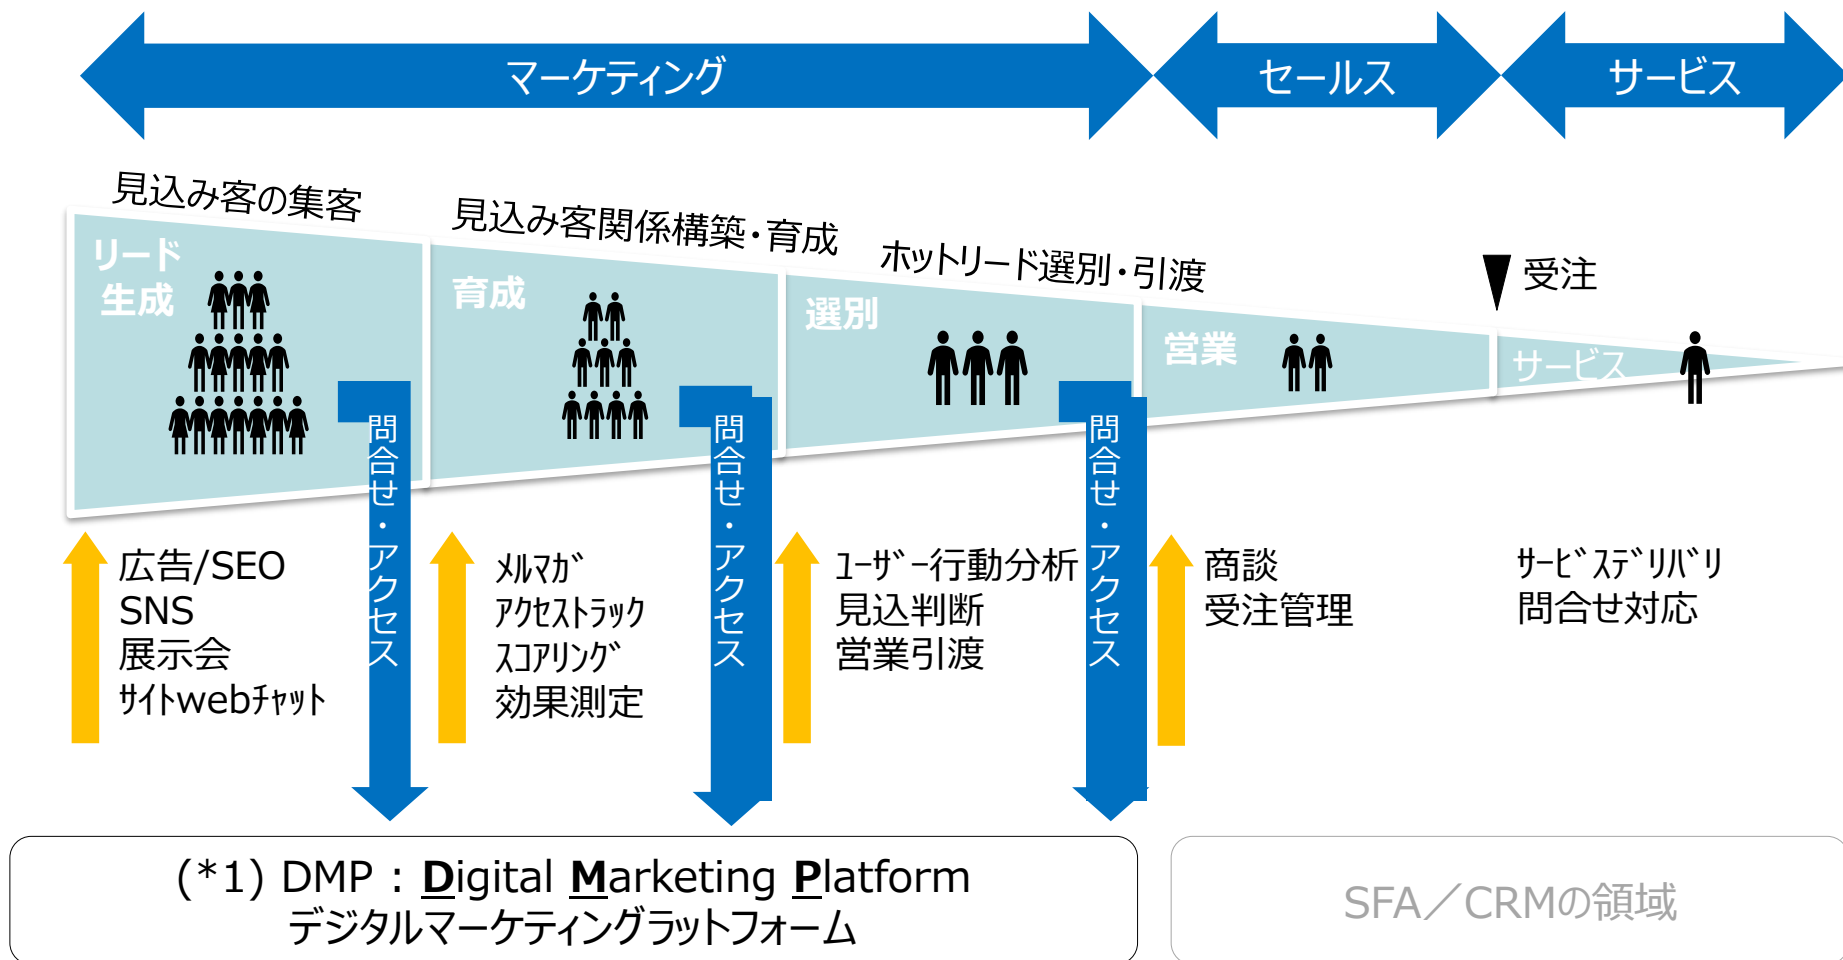 マーケティング
セールス
サービス
見込み客の集客
見込み客関係構築・育成
ホットリード選別・引渡
受注
リード
生成
育成
選別
営業
サービス
問合せ・アクセス
問合せ・アクセス
問合せ・アクセス
広告/SEO
SNS
展示会
ｻｲﾄwebﾁｬｯﾄ
ﾒﾙﾏｶﾞ
ｱｸｾｽﾄﾗｯｸ
ｽｺｱﾘﾝｸﾞ
効果測定
ﾕｰｻﾞｰ行動分析
見込判断
営業引渡
商談
受注管理
ｻｰﾋﾞｽﾃﾞﾘﾊﾞﾘ
問合せ対応
(*1) DMP : Digital Marketing Platform
デジタルマーケティングラットフォーム
SFA／CRMの領域